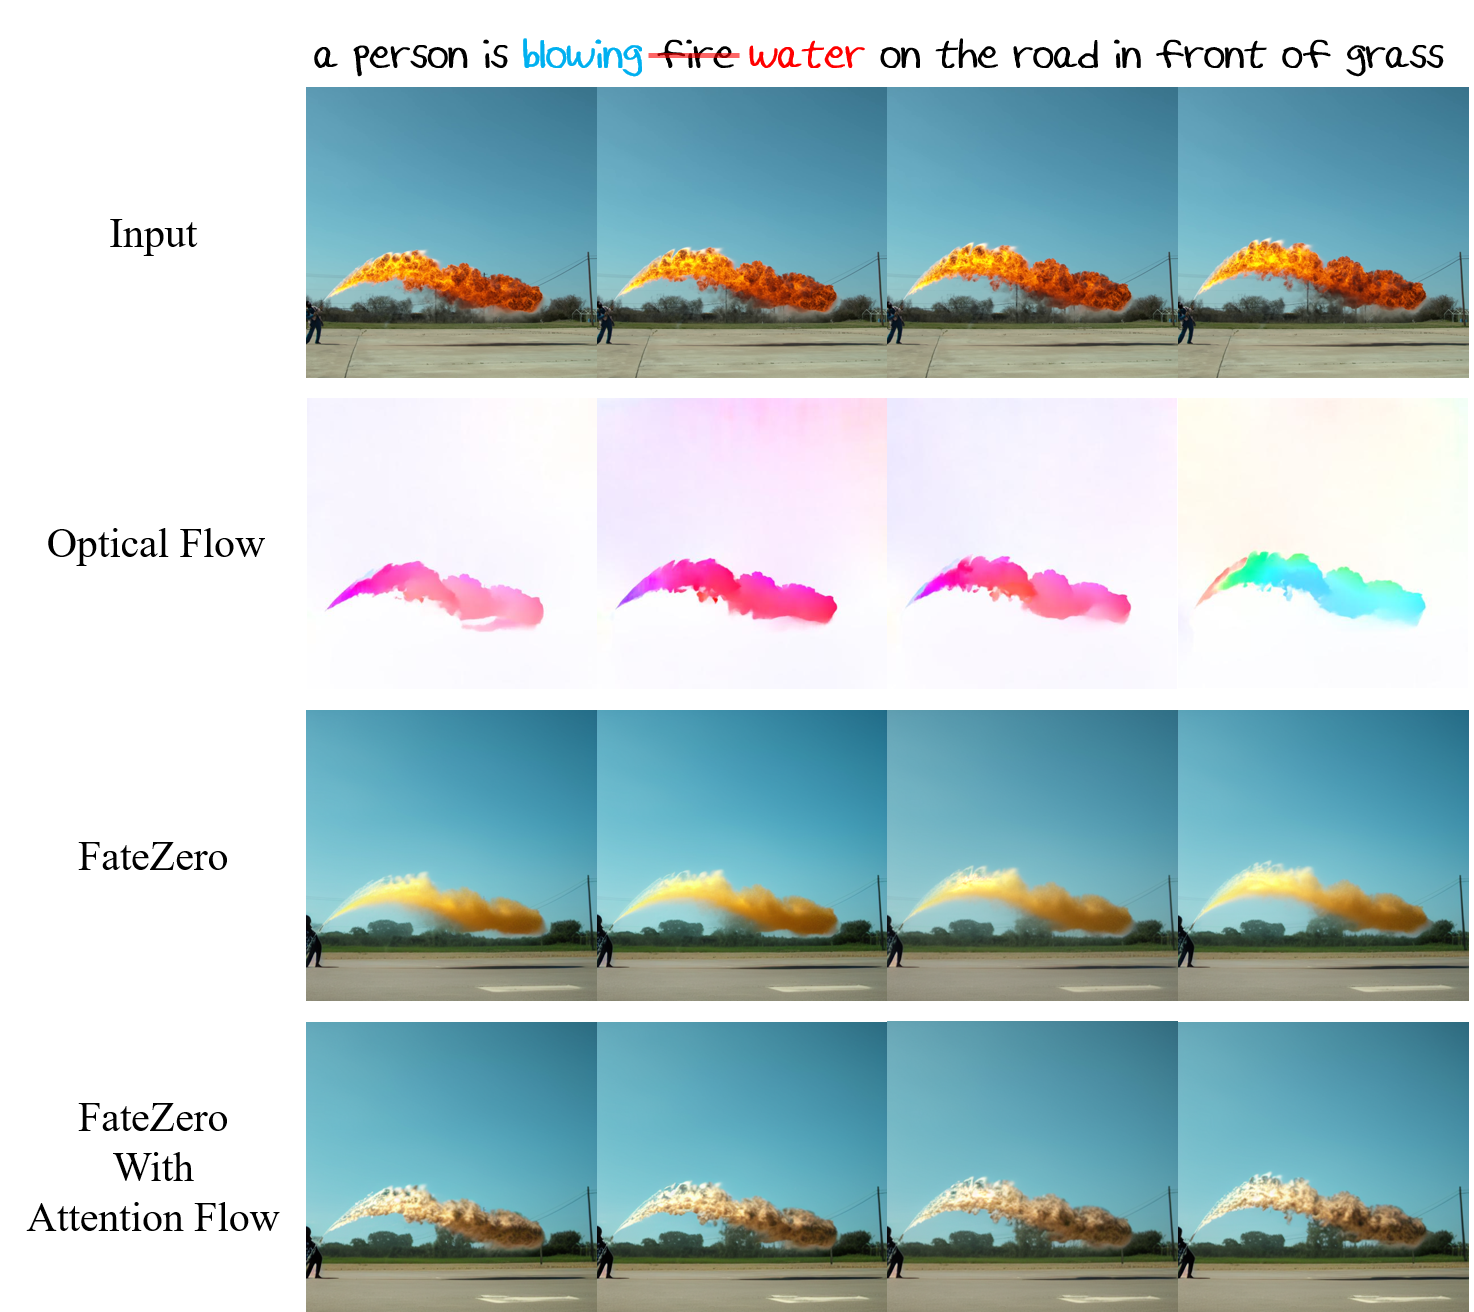 a person is blowing fire water on the road in front of grass
Input
Optical Flow
FateZero
FateZero
With
Attention Flow